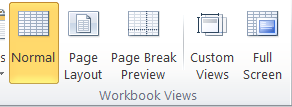 Normal
Page Layout
Page Break Preview
Custom Views
Full Screen
Workbook Views